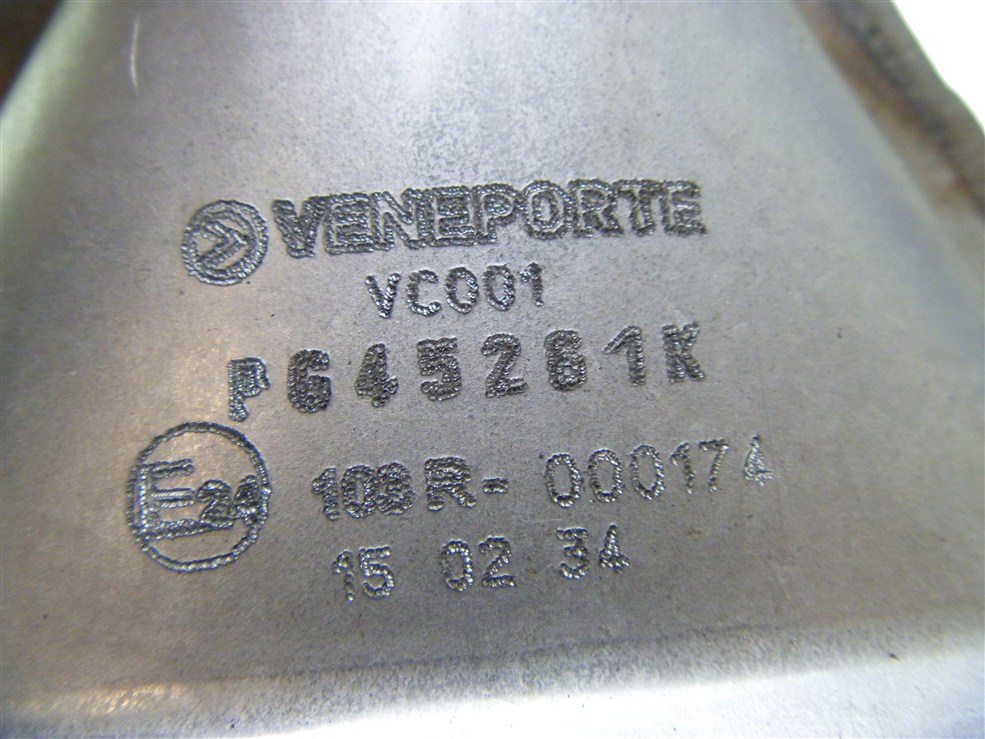 VENEPORTE
VC001
PG45261K
E24 103R-000174
15 02 34